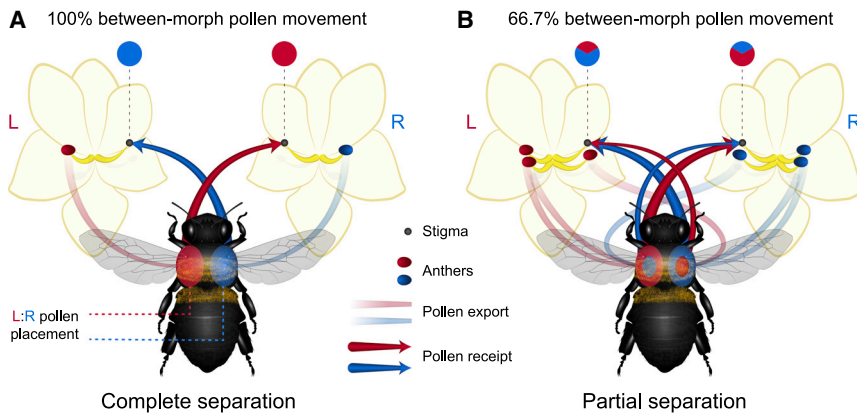 A 100% between-morph pollen movement
B 66.7% between-morph pollen movement
L
R
L
R
Stigma
Anthers
Pollen export
Pollen receipt
L:R pollen
placement
Complete separation
Partial separation